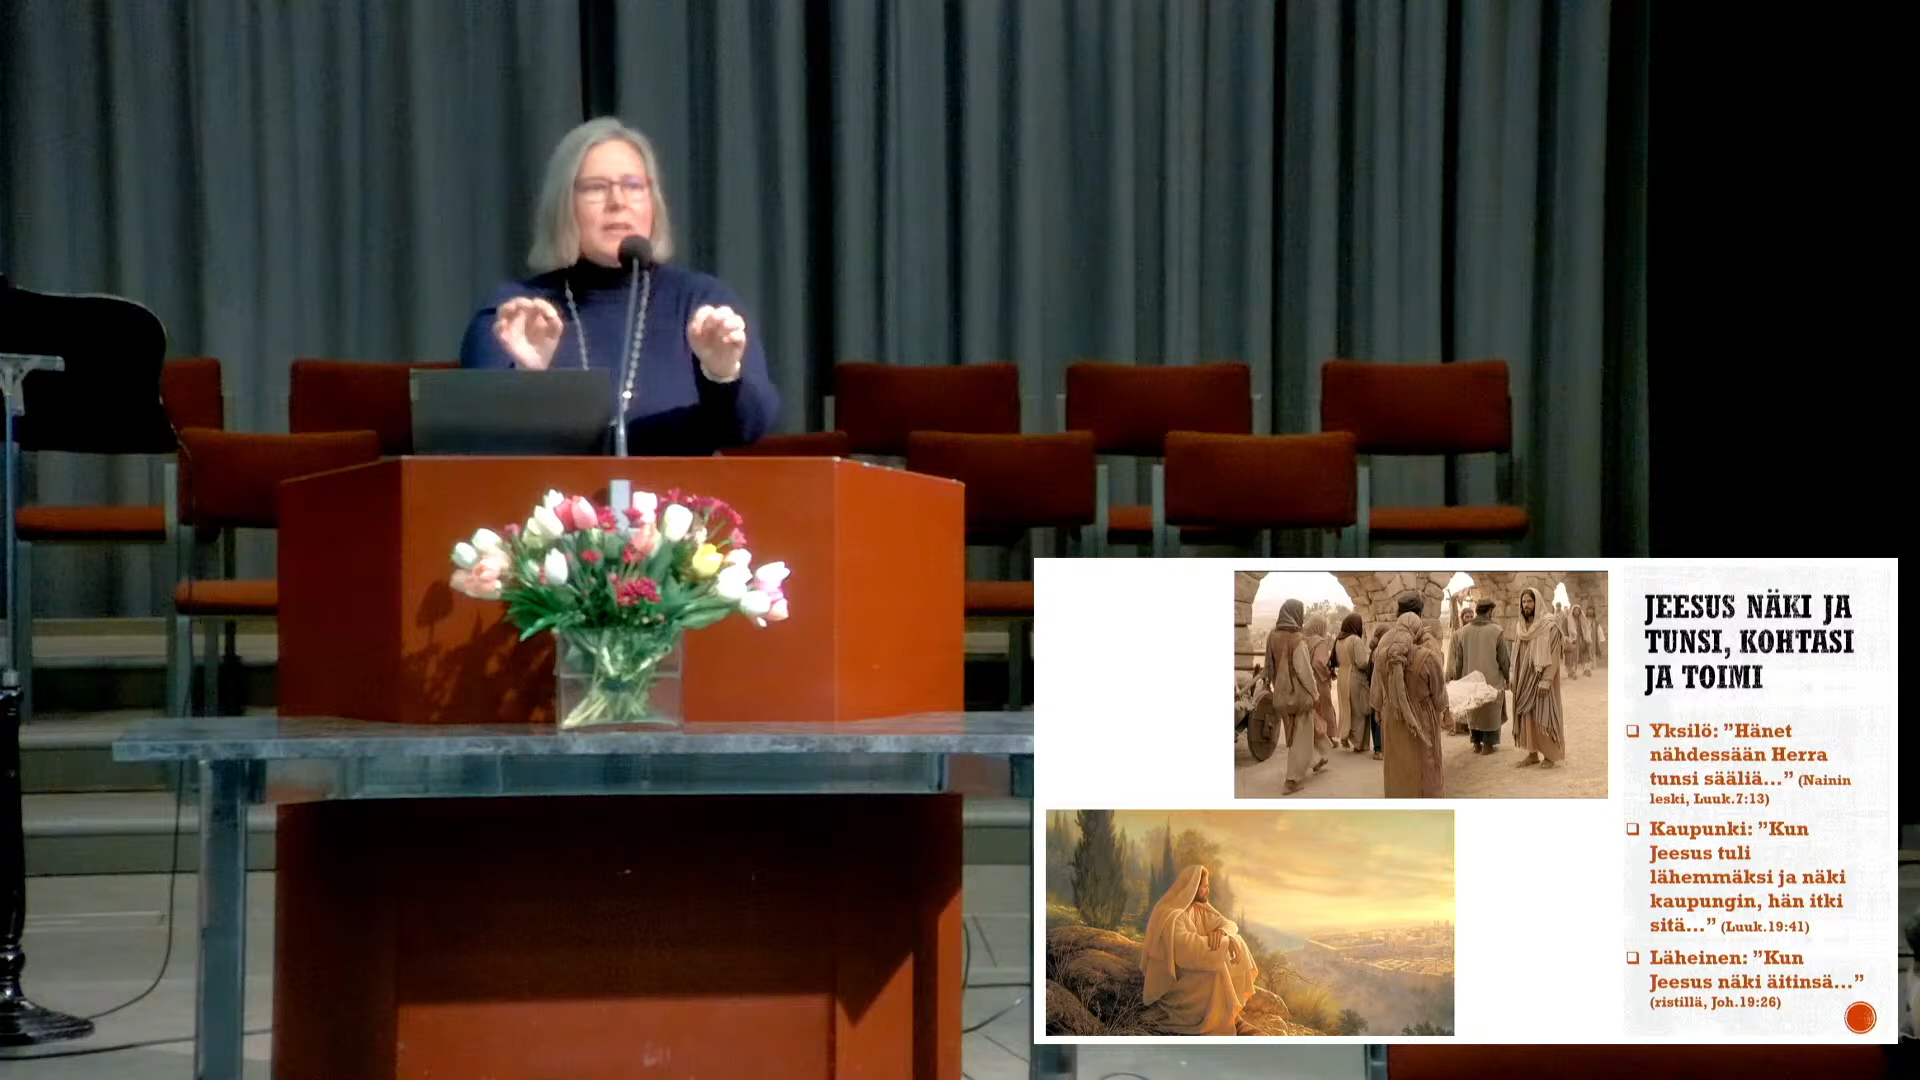 JEESUS NÄKI JA
TUNSI, KOHTASI
JA TOIMI
❑ Yksilö: ”Hänet
nähdessään Herra
tunsi sääliä…” (Nainin
leski, Luuk.7:13)
❑ Kaupunki: ”Kun
Jeesus tuli
lähemmäksi ja näki
kaupungin, hän itki
sitä…” (Luuk.19:41)
❑ Läheinen: ”Kun
Jeesus näki äitinsä…”
(ristillä, Joh.19:26)